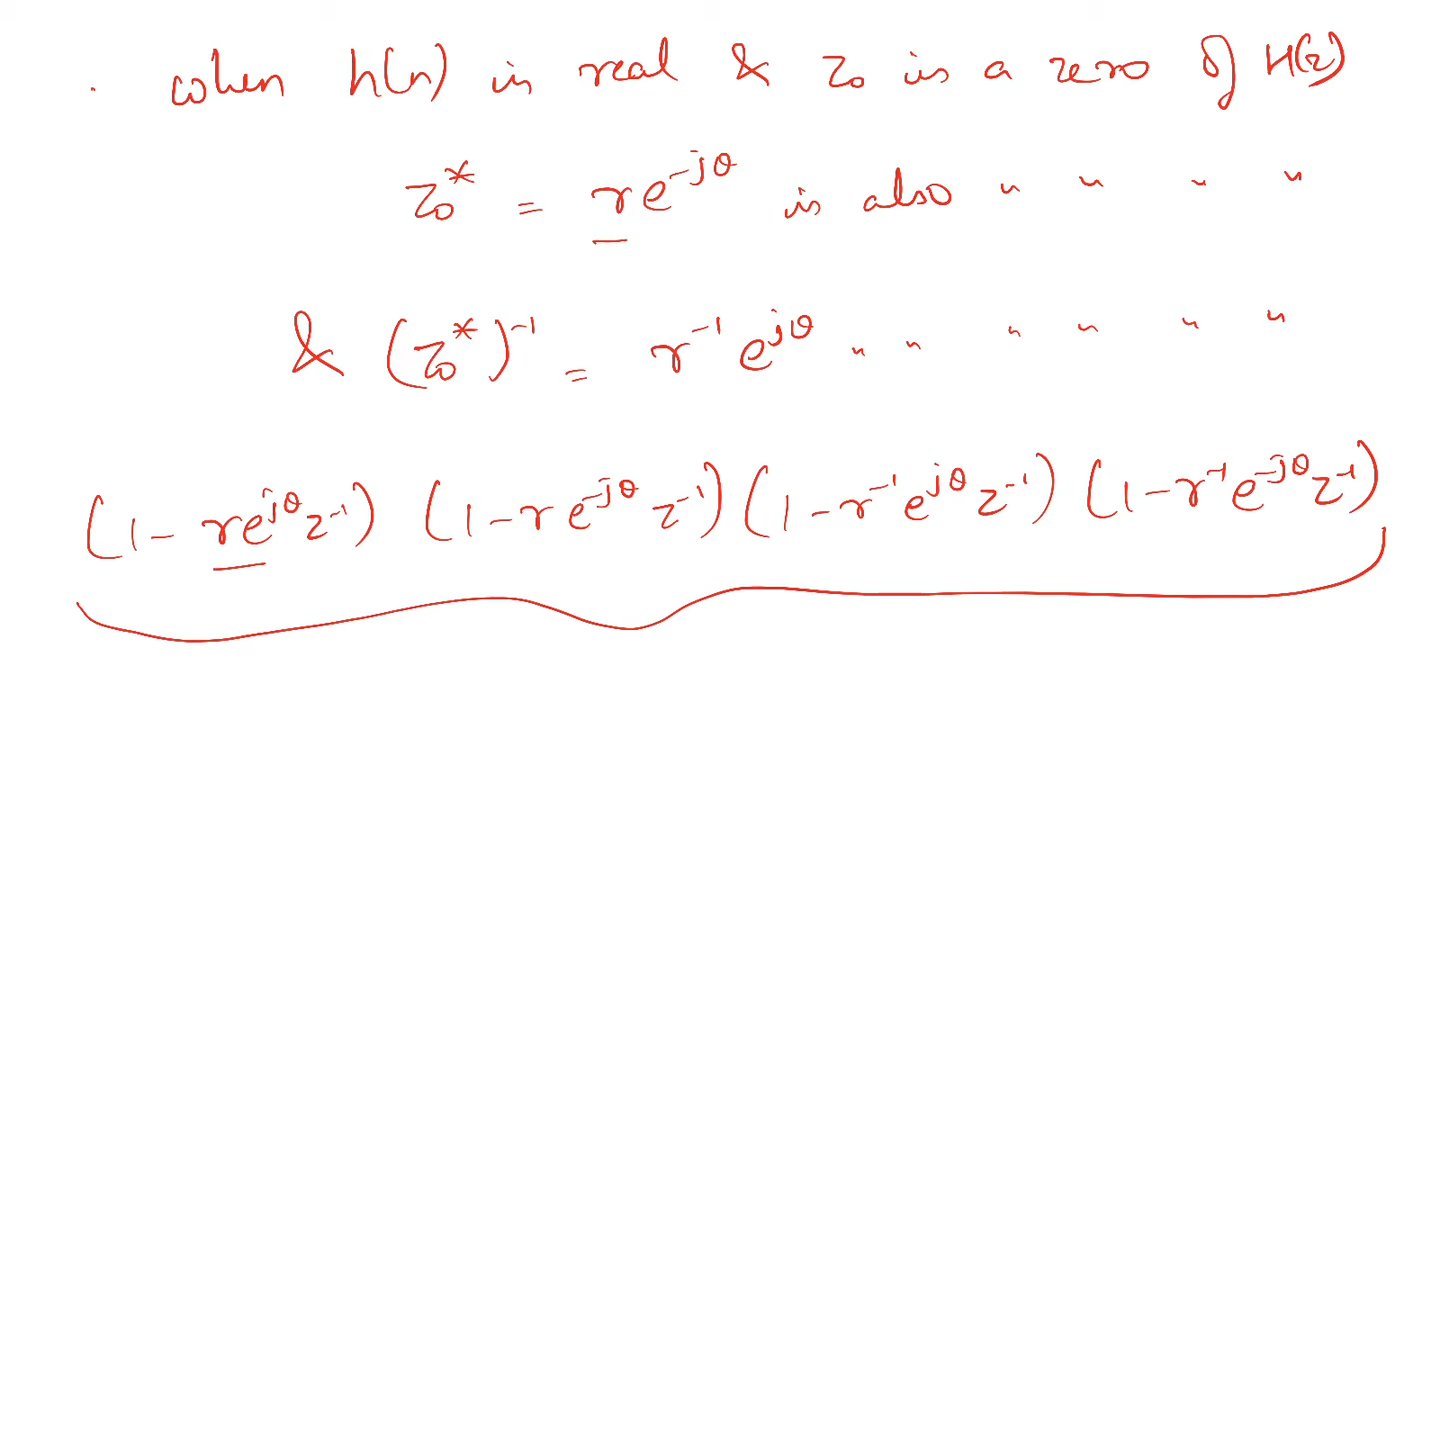 . when h(n) is real & z₀ is a zero of H(z)
z₀* = re^{-jθ} is also " " " "
& (z₀*)^{-1} = r^{-1} e^{jθ} " " " " " "
(1 - re^{jθ} z^{-1}) (1 - re^{-jθ} z^{-1}) (1 - r^{-1} e^{jθ} z^{-1}) (1 - r^{-1} e^{-jθ} z^{-1})